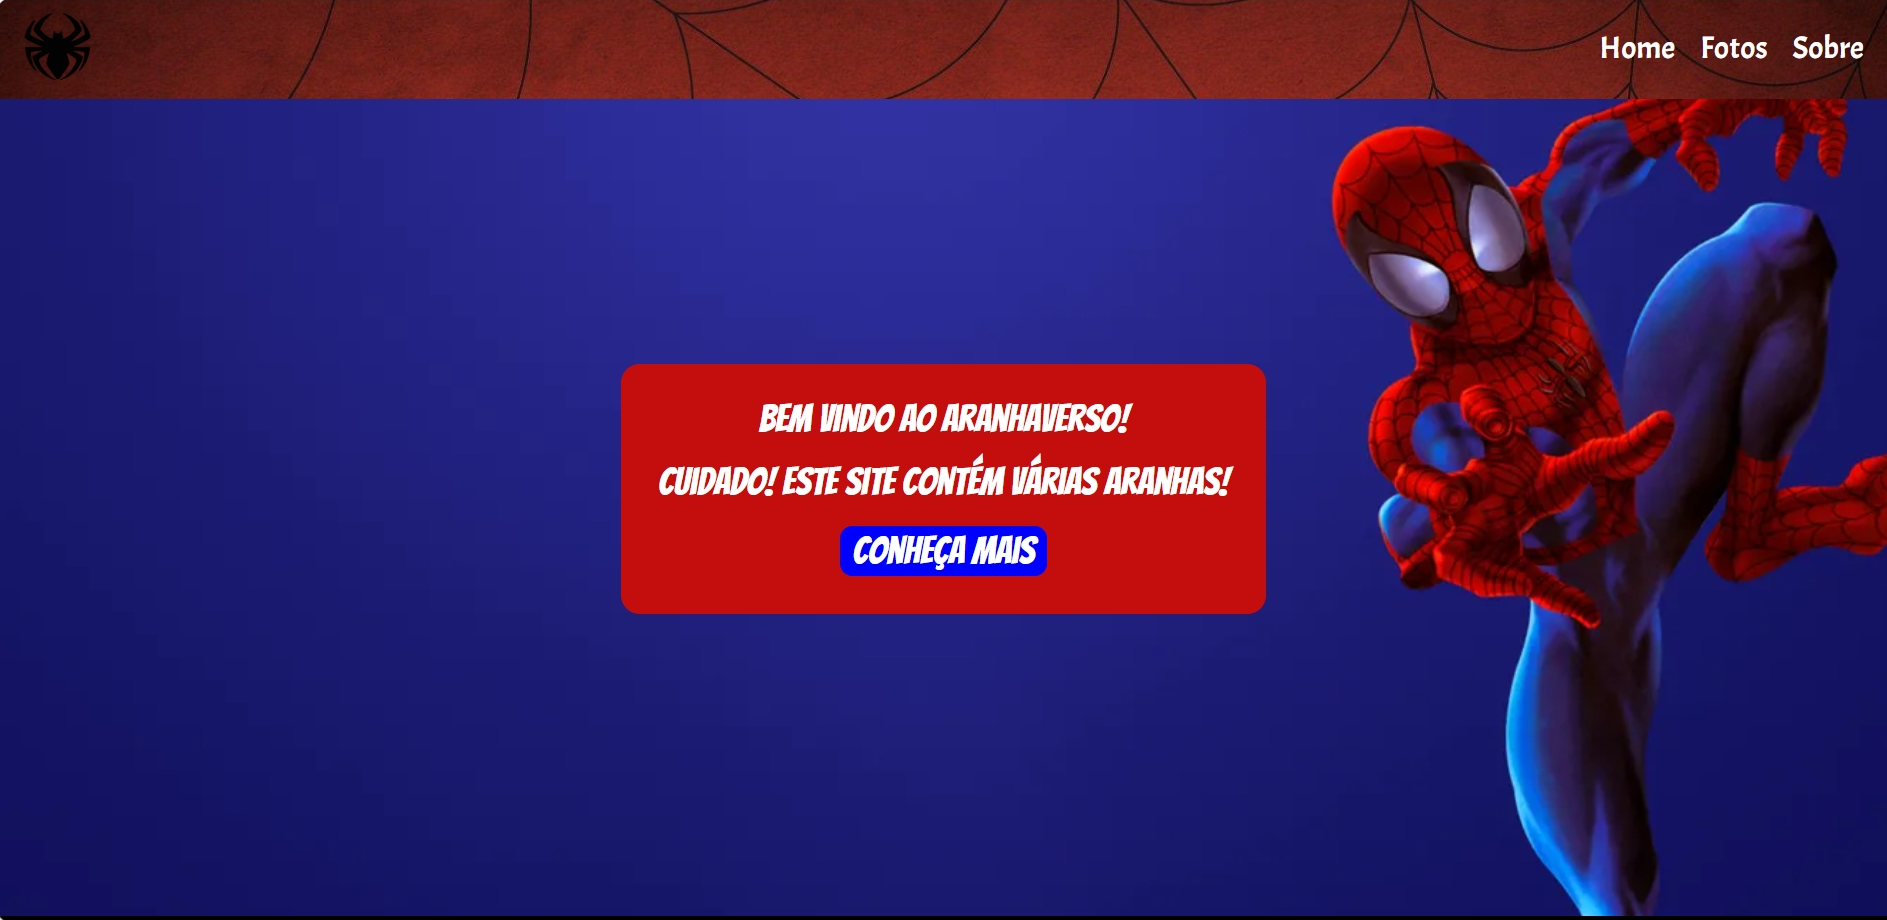 Home Fotos Sobre
BEM VINDO AO ARANHAVERSO!
CUIDADO! ESTE SITE CONTÉM VÁRIAS ARANHAS!
CONHEÇA MAIS